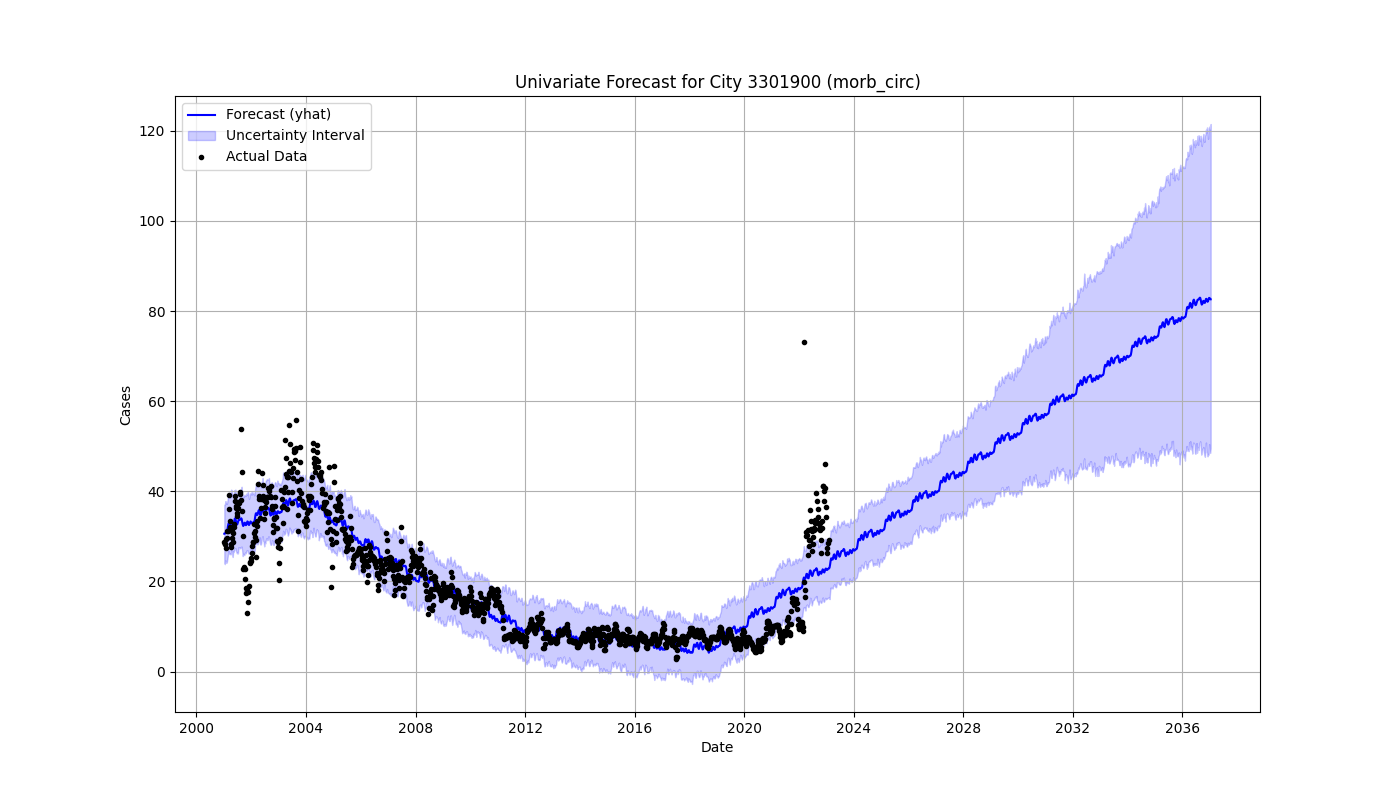 Univariate Forecast for City 3301900 (morb_circ)
Forecast (yhat)
Uncertainty Interval
Actual Data
120
100
80
60
40
20
0
Cases
2000 2004 2008 2012 2016 2020 2024 2028 2032 2036
Date